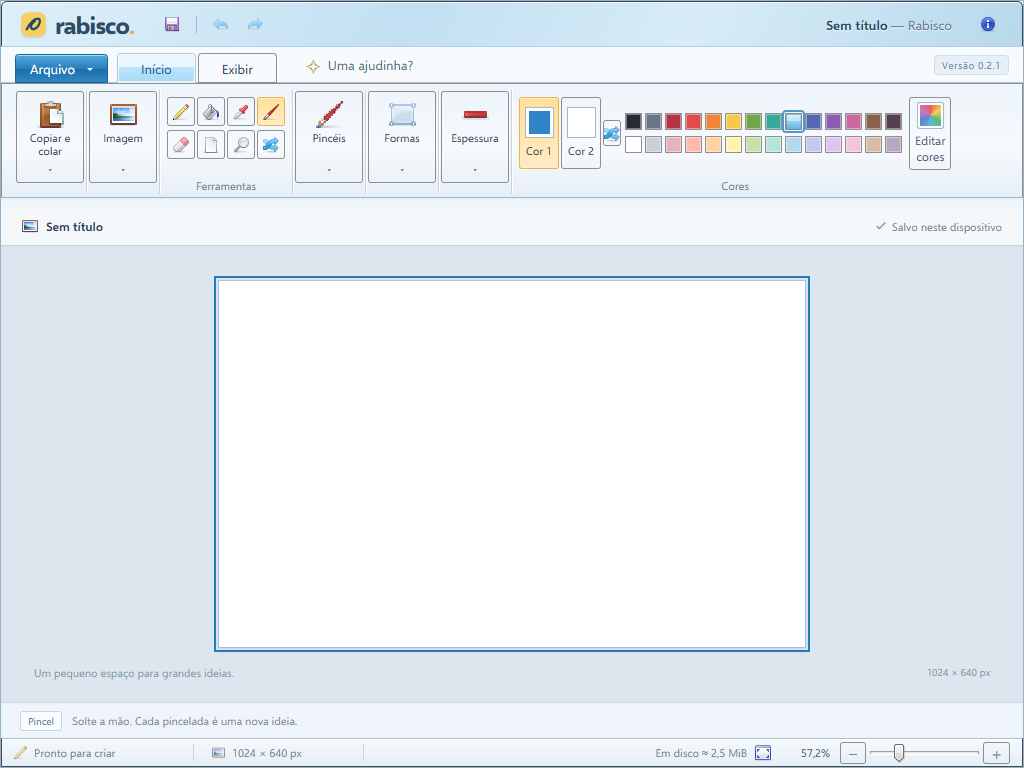 rabisco.
Sem título — Rabisco
Arquivo
Início
Exibir
Uma ajudinha?
Versão 0.2.1
Copiar e
colar
Imagem
Ferramentas
Pincéis
Formas
Espessura
Cor 1
Cor 2
Cores
Editar
cores
Sem título
Salvo neste dispositivo
Um pequeno espaço para grandes ideias.
1024 × 640 px
Pincel
Solte a mão. Cada pincelada é uma nova ideia.
Pronto para criar
1024 × 640 px
Em disco ≈ 2,5 MiB
57,2%